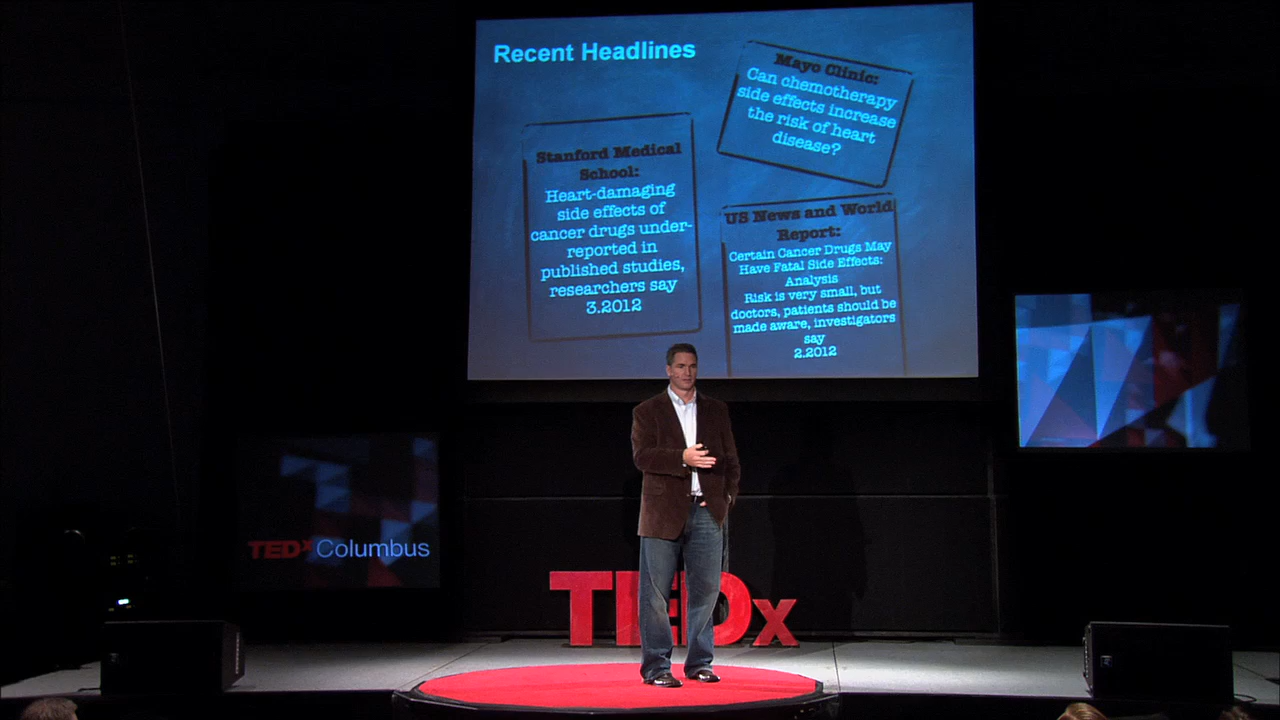 Recent Headlines
Mayo Clinic:
Can chemotherapy
side effects increase
the risk of heart
disease?
Stanford Medical
School:
Heart-damaging
side effects of
cancer drugs under-
reported in
published studies,
researchers say
3.2012
US News and World
Report:
Certain Cancer Drugs May
Have Fatal Side Effects:
Analysis
Risk is very small, but
doctors, patients should be
made aware, investigators
say
2.2012
TEDxColumbus
TEDx